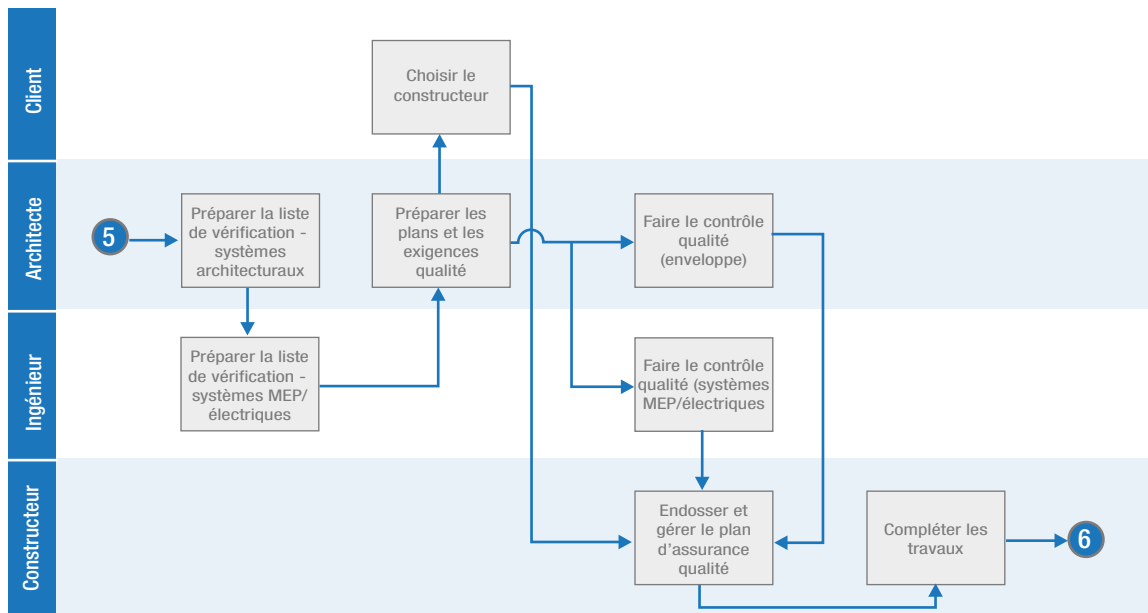 Client
Choisir le
constructeur
Architecte
5
Préparer la liste
de vérification -
systèmes
architecturaux
Préparer les
plans et les
exigences
qualité
Faire le contrôle
qualité
(enveloppe)
Ingénieur
Préparer la liste
de vérification -
systèmes MEP/
électriques
Faire le contrôle
qualité (systèmes
MEP/électriques
Constructeur
Endosser et
gérer le plan
d'assurance
qualité
Compléter les
travaux
6